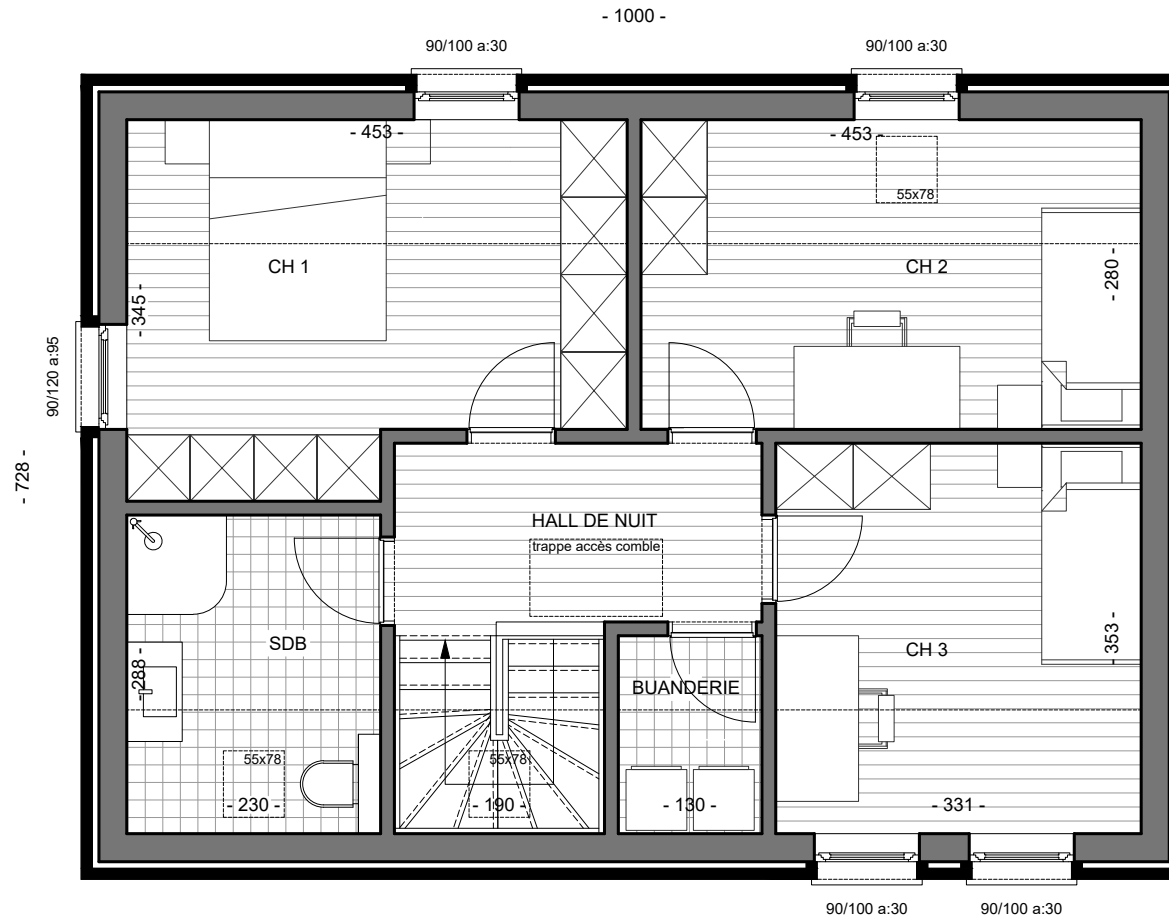 - 1000 -
90/100 a:30
90/100 a:30
- 453 -
- 453 -
55x78
CH 1
CH 2
- 280 -
- 345 -
90/120 a:95
- 728 -
HALL DE NUIT
trappe accès comble
SDB
CH 3
- 353 -
- 288 -
BUANDERIE
55x78
55x78
- 230 -
- 190 -
- 130 -
- 331 -
90/100 a:30
90/100 a:30